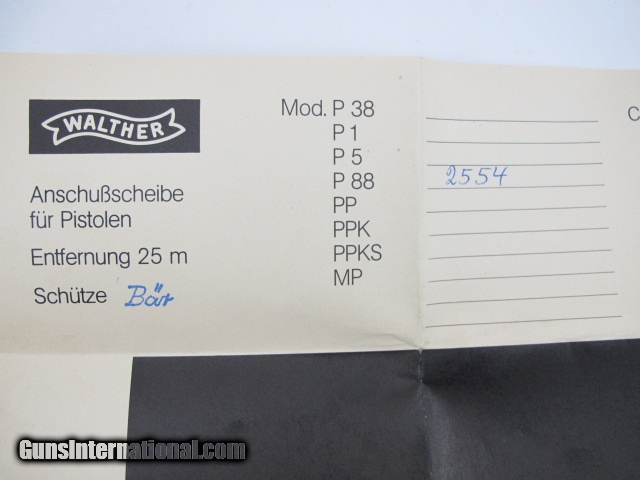 WALTHER
Anschußscheibe
für Pistolen
Entfernung 25 m
Schütze Bär
Mod. P 38
P 1
P 5
P 88 2554
PP
PPK
PPKS
MP
C
GunsInternational.com